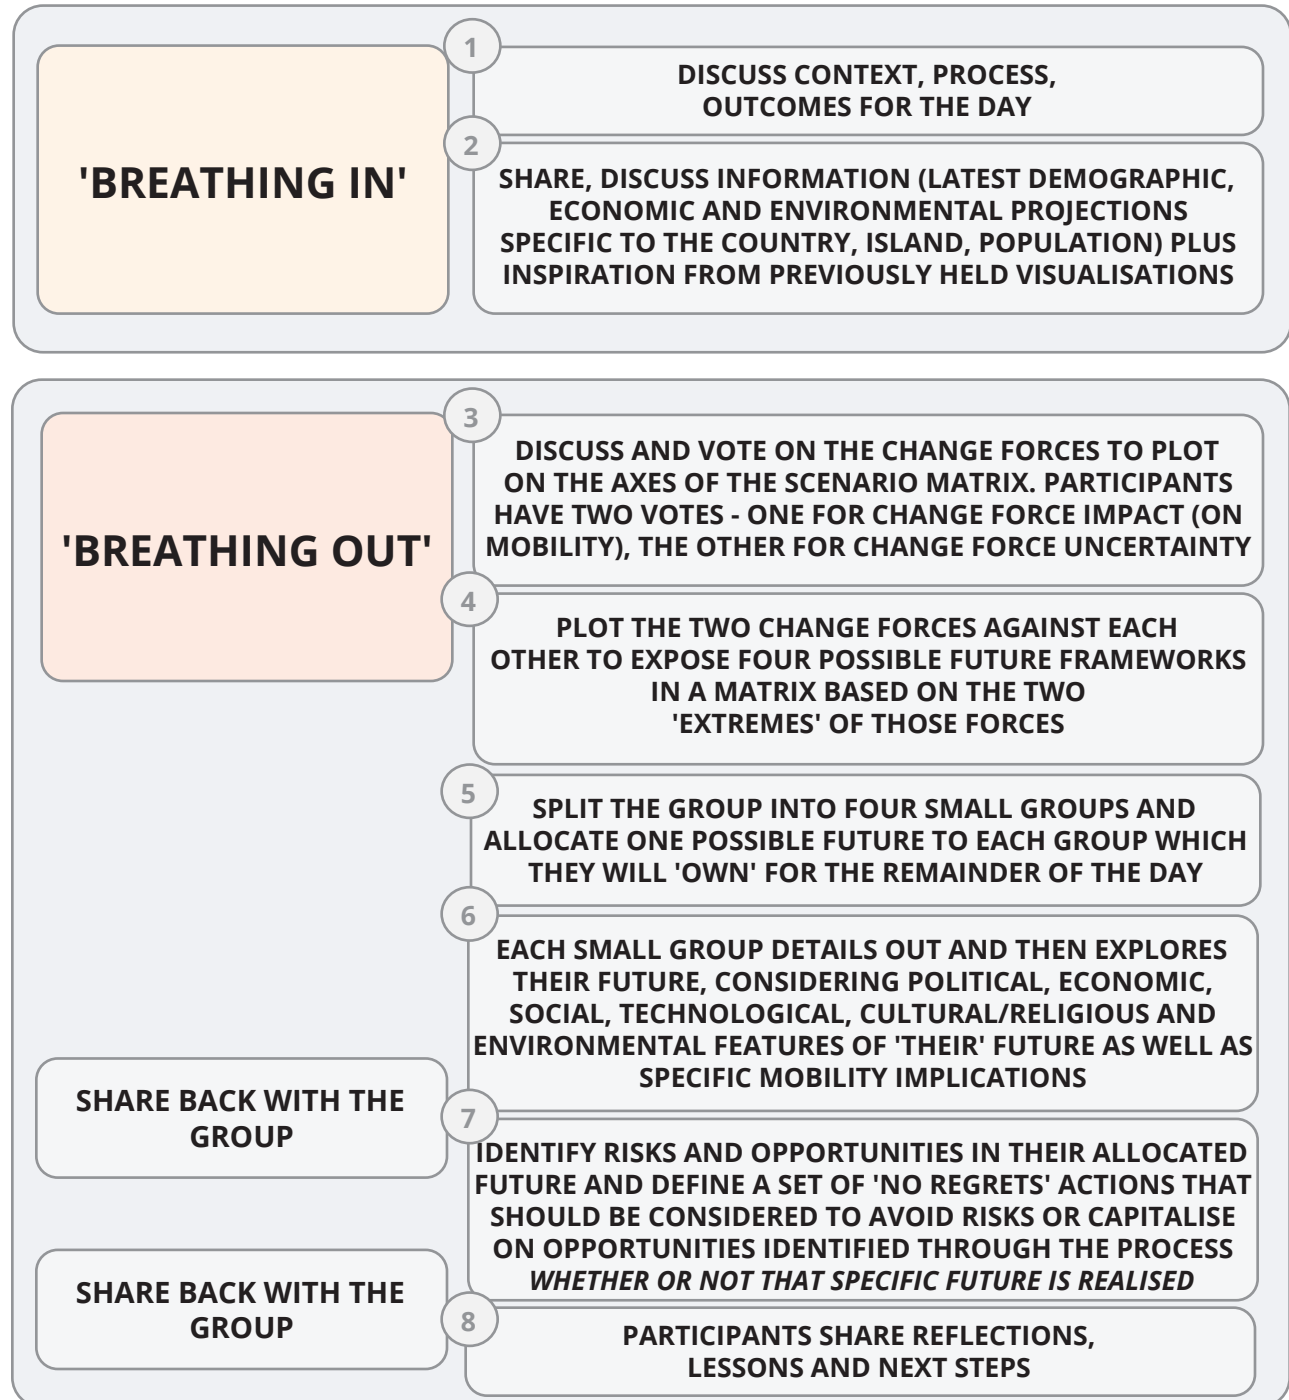 'BREATHING IN'
1
DISCUSS CONTEXT, PROCESS,
OUTCOMES FOR THE DAY
2
SHARE, DISCUSS INFORMATION (LATEST DEMOGRAPHIC,
ECONOMIC AND ENVIRONMENTAL PROJECTIONS
SPECIFIC TO THE COUNTRY, ISLAND, POPULATION) PLUS
INSPIRATION FROM PREVIOUSLY HELD VISUALISATIONS
'BREATHING OUT'
3
DISCUSS AND VOTE ON THE CHANGE FORCES TO PLOT
ON THE AXES OF THE SCENARIO MATRIX. PARTICIPANTS
HAVE TWO VOTES - ONE FOR CHANGE FORCE IMPACT (ON
MOBILITY), THE OTHER FOR CHANGE FORCE UNCERTAINTY
4
PLOT THE TWO CHANGE FORCES AGAINST EACH
OTHER TO EXPOSE FOUR POSSIBLE FUTURE FRAMEWORKS
IN A MATRIX BASED ON THE TWO
'EXTREMES' OF THOSE FORCES
5
SPLIT THE GROUP INTO FOUR SMALL GROUPS AND
ALLOCATE ONE POSSIBLE FUTURE TO EACH GROUP WHICH
THEY WILL 'OWN' FOR THE REMAINDER OF THE DAY
6
EACH SMALL GROUP DETAILS OUT AND THEN EXPLORES
THEIR FUTURE, CONSIDERING POLITICAL, ECONOMIC,
SOCIAL, TECHNOLOGICAL, CULTURAL/RELIGIOUS AND
ENVIRONMENTAL FEATURES OF 'THEIR' FUTURE AS WELL AS
SPECIFIC MOBILITY IMPLICATIONS
SHARE BACK WITH THE
GROUP
7
IDENTIFY RISKS AND OPPORTUNITIES IN THEIR ALLOCATED
FUTURE AND DEFINE A SET OF 'NO REGRETS' ACTIONS THAT
SHOULD BE CONSIDERED TO AVOID RISKS OR CAPITALISE
ON OPPORTUNITIES IDENTIFIED THROUGH THE PROCESS
WHETHER OR NOT THAT SPECIFIC FUTURE IS REALISED
SHARE BACK WITH THE
GROUP
8
PARTICIPANTS SHARE REFLECTIONS,
LESSONS AND NEXT STEPS